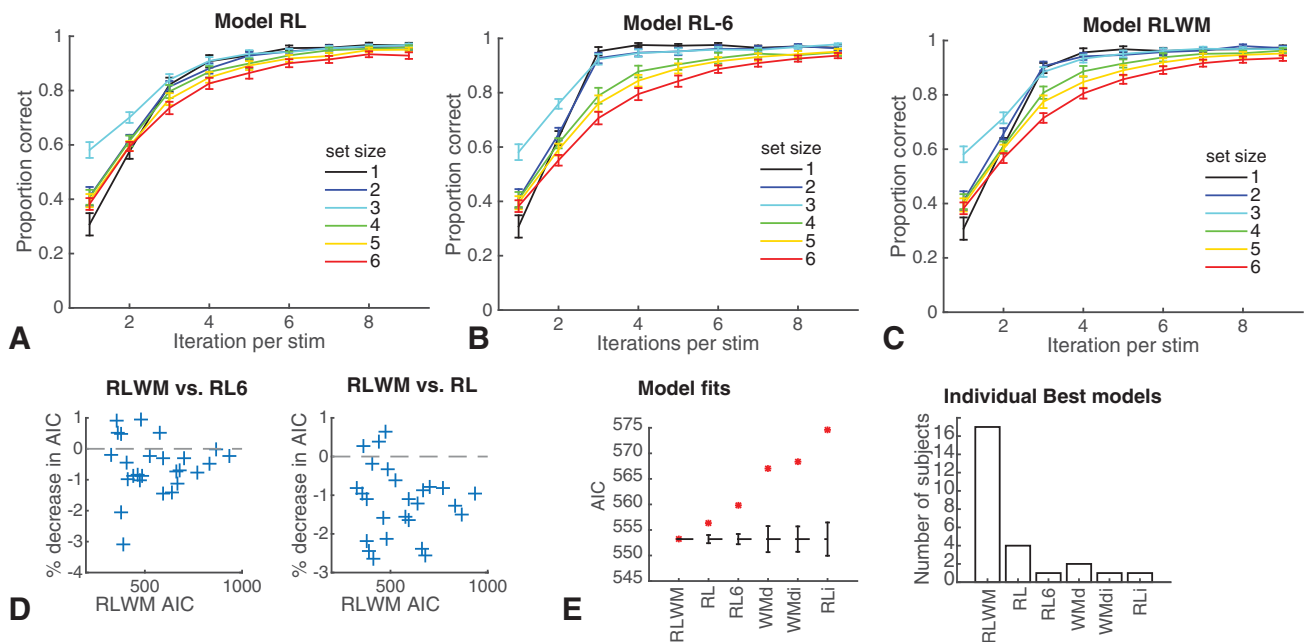 Model RL
Proportion correct
1
0.8
0.6
0.4
0.2
0
2 4 6 8
Iteration per stim
set size
1
2
3
4
5
6
A
Model RL-6
Proportion correct
1
0.8
0.6
0.4
0.2
0
2 4 6 8
Iterations per stim
set size
1
2
3
4
5
6
B
Model RLWM
Proportion correct
1
0.8
0.6
0.4
0.2
0
2 4 6 8
Iteration per stim
set size
1
2
3
4
5
6
C
RLWM vs. RL6
% decrease in AIC
1
0
-1
-2
-3
-4
500 1000
RLWM AIC
D
RLWM vs. RL
% decrease in AIC
1
0
-1
-2
-3
500 1000
RLWM AIC
Model fits
AIC
575
570
565
560
555
550
545
RLWM
RL
RL6
WMd
WMdi
RLi
E
Individual Best models
Number of subjects
16
14
12
10
8
6
4
2
0
RLWM
RL
RL6
WMd
WMdi
RLi